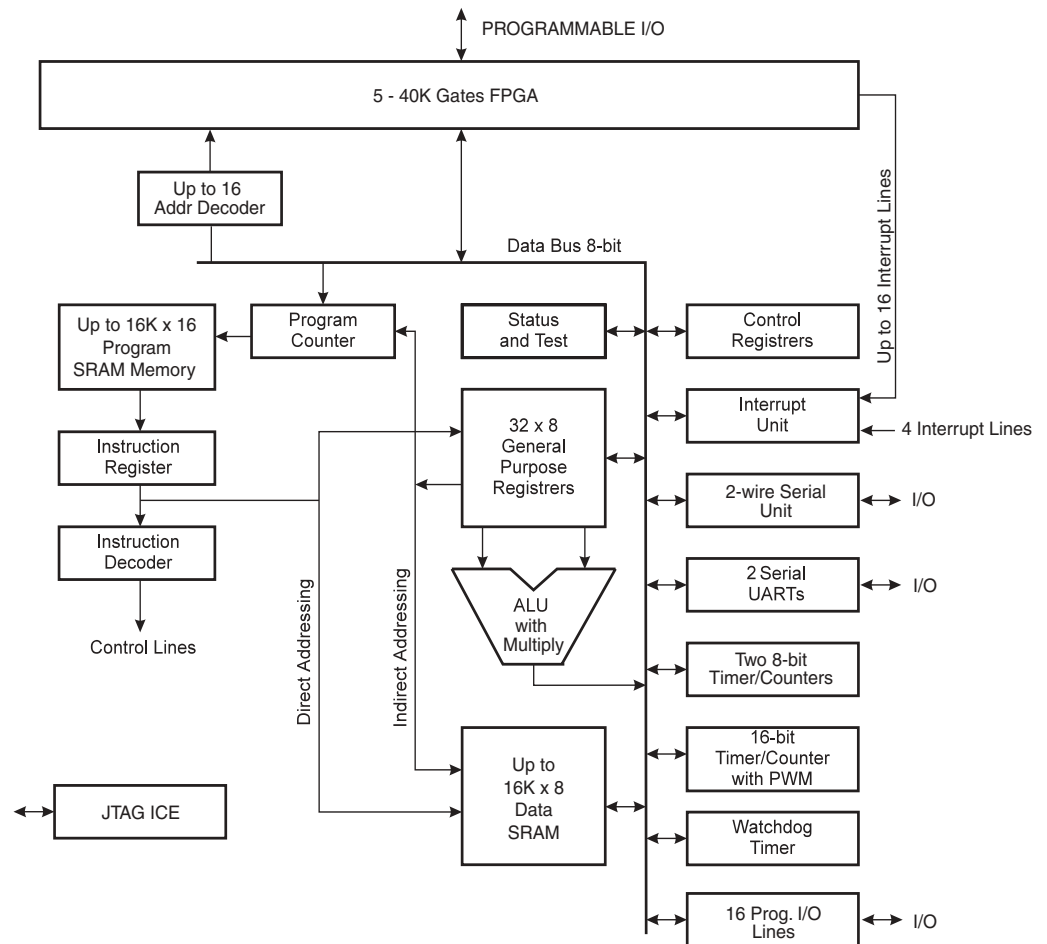 PROGRAMMABLE I/O
5 - 40K Gates FPGA
Up to 16
Addr Decoder
Up to 16 Interrupt Lines
Data Bus 8-bit
Up to 16K x 16
Program
SRAM Memory
Program
Counter
Status
and Test
Control
Registrers
Instruction
Register
32 x 8
General
Purpose
Registrers
Interrupt
Unit
4 Interrupt Lines
2-wire Serial
Unit
I/O
Instruction
Decoder
Control Lines
Direct Addressing
Indirect Addressing
ALU
with
Multiply
2 Serial
UARTs
I/O
Two 8-bit
Timer/Counters
16-bit
Timer/Counter
with PWM
Up to
16K x 8
Data
SRAM
JTAG ICE
Watchdog
Timer
16 Prog. I/O
Lines
I/O